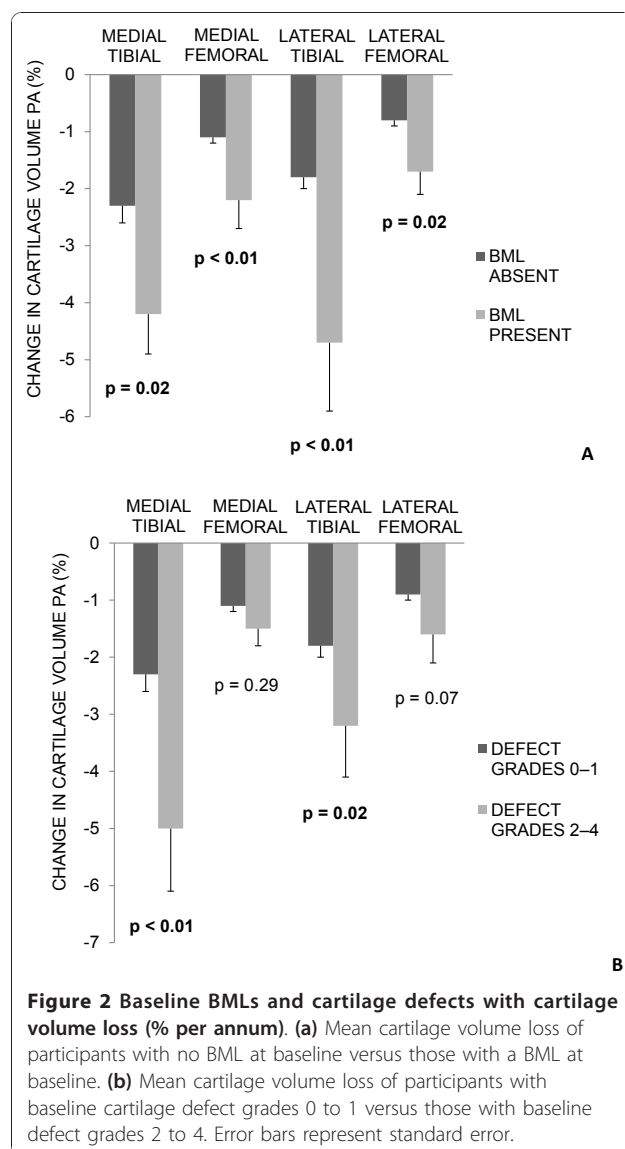 MEDIAL TIBIAL
MEDIAL FEMORAL
LATERAL TIBIAL
LATERAL FEMORAL
CHANGE IN CARTILAGE VOLUME PA (%)
0
-1
-2
-3
-4
-5
-6
p = 0.02
p < 0.01
p < 0.01
p = 0.02
BML
ABSENT
BML
PRESENT
A
MEDIAL TIBIAL
MEDIAL FEMORAL
LATERAL TIBIAL
LATERAL FEMORAL
CHANGE IN CARTILAGE VOLUME PA (%)
0
-1
-2
-3
-4
-5
-6
-7
p < 0.01
p = 0.29
p = 0.02
p = 0.07
DEFECT
GRADES 0–1
DEFECT
GRADES 2–4
B
Figure 2 Baseline BMLs and cartilage defects with cartilage
volume loss (% per annum). (a) Mean cartilage volume loss of
participants with no BML at baseline versus those with a BML at
baseline. (b) Mean cartilage volume loss of participants with
baseline cartilage defect grades 0 to 1 versus those with baseline
defect grades 2 to 4. Error bars represent standard error.